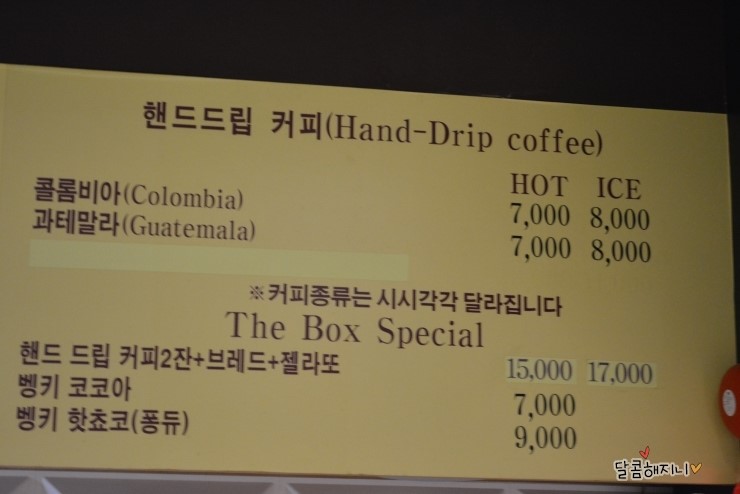 핸드드립 커피(Hand-Drip coffee)
HOT ICE
콜롬비아(Colombia) 7,000 8,000
과테말라(Guatemala) 7,000 8,000
※커피종류는 시시각각 달라집니다
The Box Special
핸드 드립 커피2잔+브레드+젤라또 15,000 17,000
벵키 코코아 7,000
벵키 핫쵸코(퐁듀) 9,000
달콤해지니